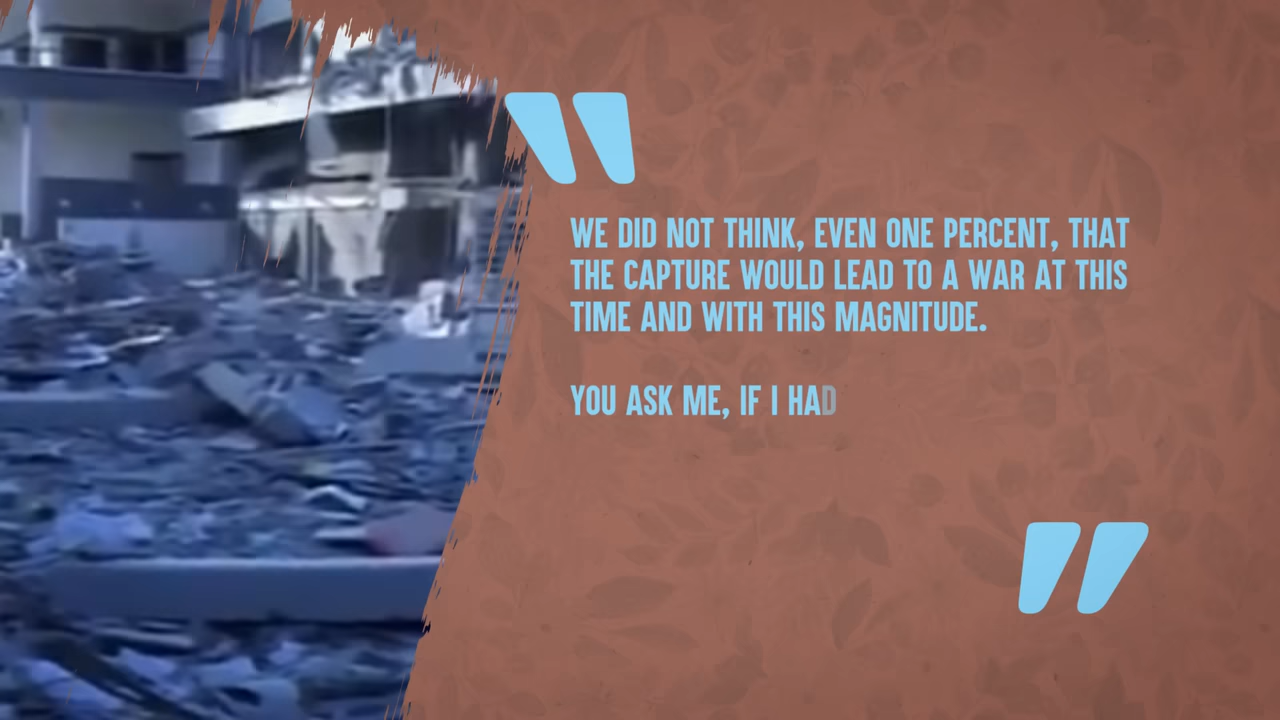 WE DID NOT THINK, EVEN ONE PERCENT, THAT
THE CAPTURE WOULD LEAD TO A WAR AT THIS
TIME AND WITH THIS MAGNITUDE.
YOU ASK ME, IF I HAD